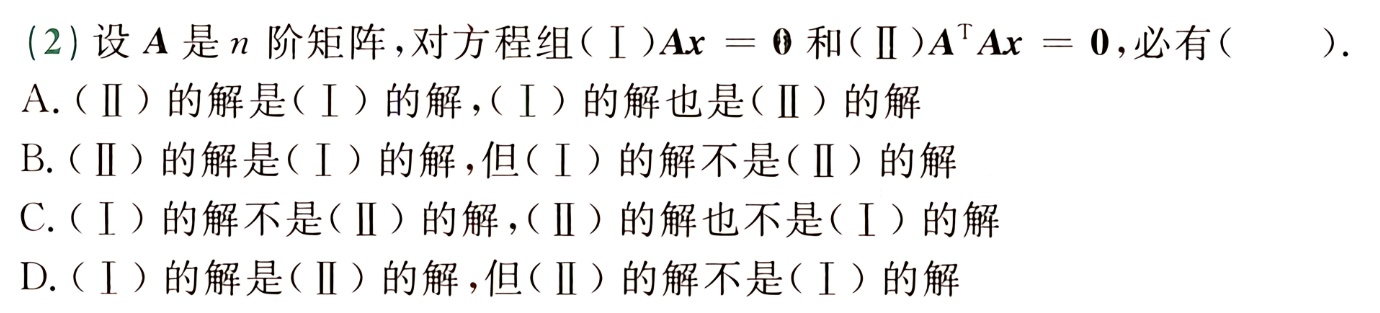 (2) 设 A 是 n 阶矩阵,对方程组(Ⅰ)Ax = 0 和(Ⅱ)AᵀAx = 0,必有(　　).
A.(Ⅱ)的解是(Ⅰ)的解,(Ⅰ)的解也是(Ⅱ)的解
B.(Ⅱ)的解是(Ⅰ)的解,但(Ⅰ)的解不是(Ⅱ)的解
C.(Ⅰ)的解不是(Ⅱ)的解,(Ⅱ)的解也不是(Ⅰ)的解
D.(Ⅰ)的解是(Ⅱ)的解,但(Ⅱ)的解不是(Ⅰ)的解